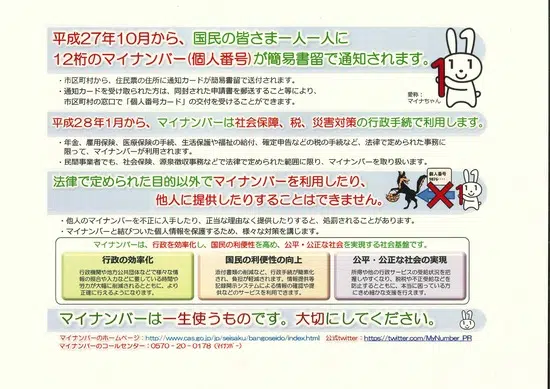 平成27年10月から、国民の皆さま一人一人に
12桁のマイナンバー(個人番号)が簡易書留で通知されます。
・市区町村から、住民票の住所に通知カードが簡易書留で送付されます。
・通知カードを受け取られた方は、同封された申請書を郵送すること等により、
市区町村の窓口で「個人番号カード」の交付を受けることができます。
愛称:
マイナちゃん
平成28年1月から、マイナンバーは社会保障、税、災害対策の行政手続で利用します。
・年金、雇用保険、医療保険の手続、生活保護や福祉の給付、確定申告などの税の手続など、法律で定められた事務に
限って、マイナンバーが利用されます。
・民間事業者でも、社会保険、源泉徴収事務などで法律で定められた範囲に限り、マイナンバーを取り扱います。
法律で定められた目的以外でマイナンバーを利用したり、
他人に提供したりすることはできません。
個人番号
・他人のマイナンバーを不正に入手したり、正当な理由なく提供したりすると、処罰されることがあります。
・マイナンバーと結びついた個人情報を保護するため、様々な対策を講じます。
マイナンバーは、行政を効率化し、国民の利便性を高め、公平・公正な社会を実現する社会基盤です。
行政の効率化
行政機関や地方公共団体などで様々な情
報の照合や入力などに要している時間や
労力が大幅に削減されるとともに、より
正確に行えるようになります。
国民の利便性の向上
添付書類の削減など、行政手続が簡素化
され、負担が軽減されます。情報提供等
記録開示システムによる情報の確認や提
供などのサービスを利用できます。
公平・公正な社会の実現
所得や他の行政サービスの受給状況を把
握しやすくなり、脱税や不正受給などを
防止するとともに、本当に困っている方
にきめ細かな支援を行えます。
マイナンバーは一生使うものです。大切にしてください。
マイナンバーのホームページ:http://www.cas.go.jp/jp/seisaku/bangoseido/index.html 公式twitter:https://twitter.com/MyNumber_PR
マイナンバーのコールセンター:0570-20-0178 (マイナンバー)